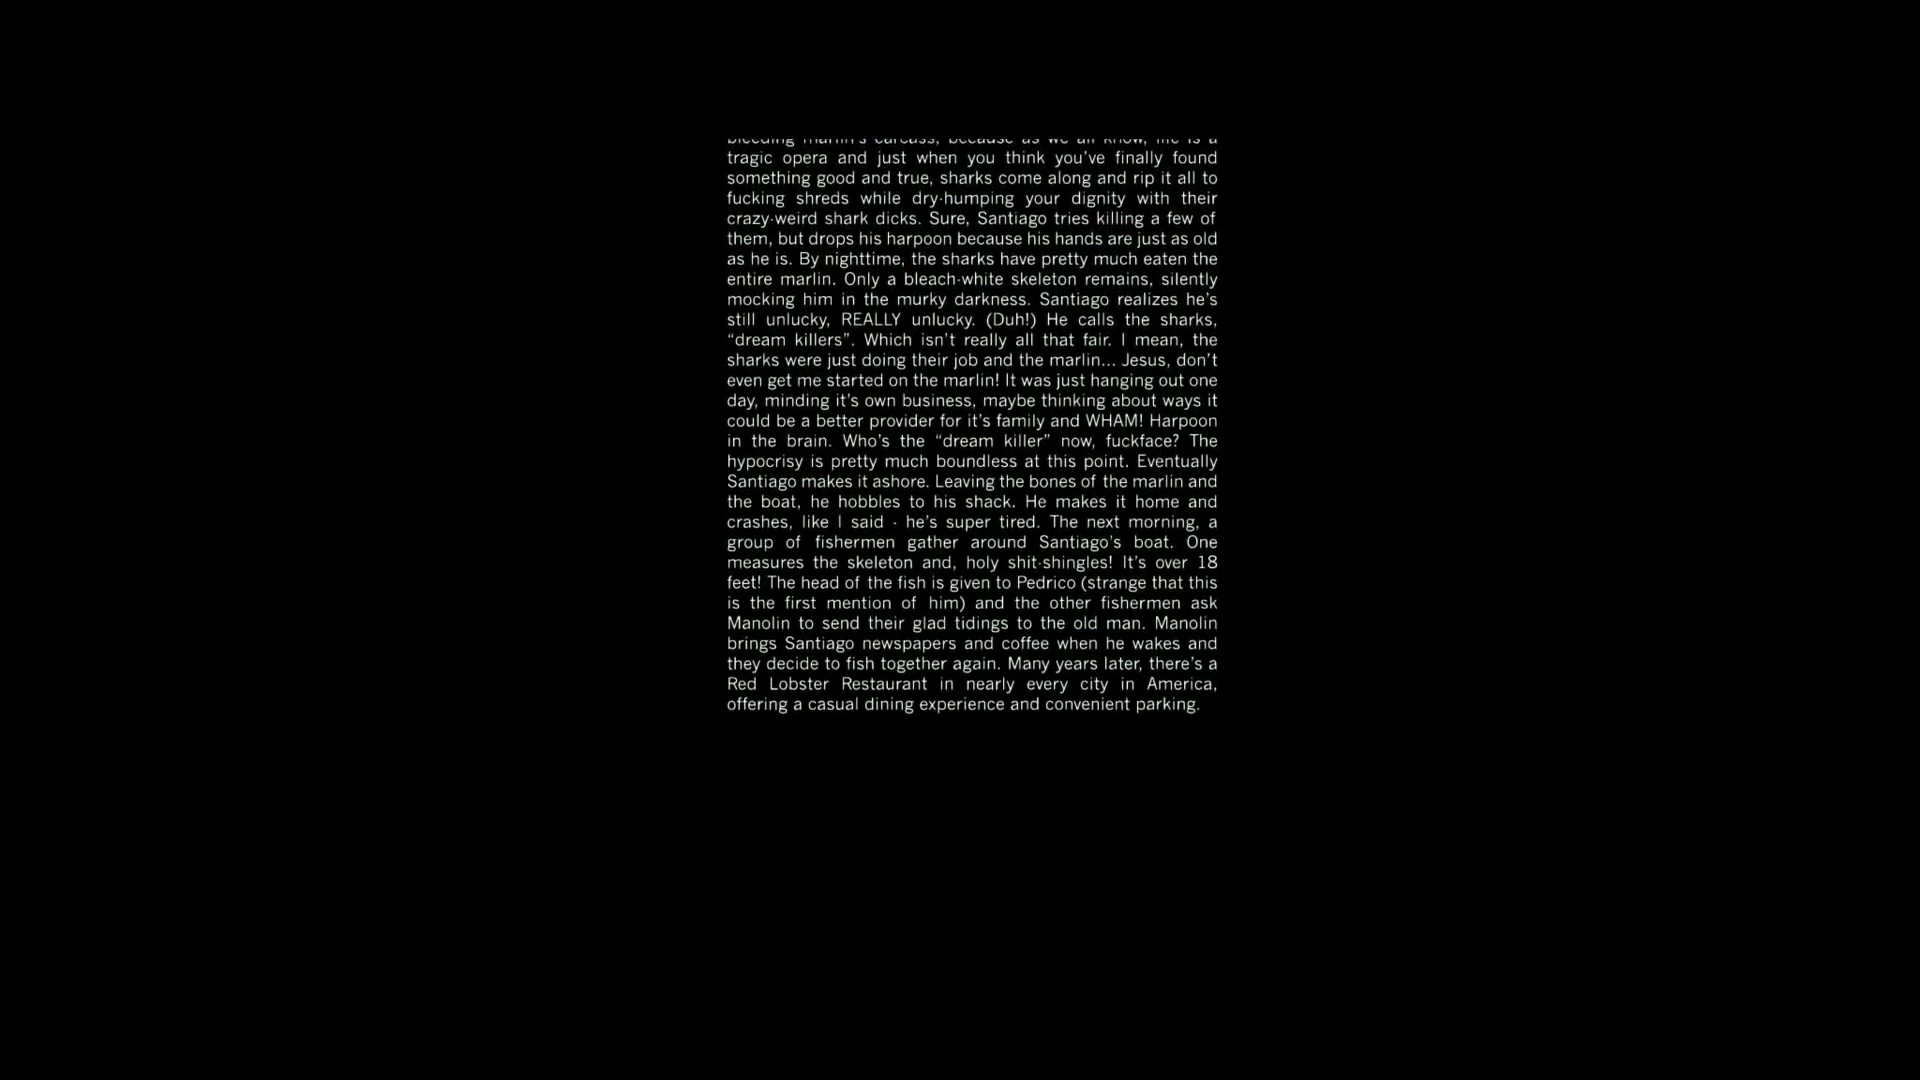 bleeding marlin's carcass, because as we all know, life is a
tragic opera and just when you think you've finally found
something good and true, sharks come along and rip it all to
fucking shreds while dry-humping your dignity with their
crazy-weird shark dicks. Sure, Santiago tries killing a few of
them, but drops his harpoon because his hands are just as old
as he is. By nighttime, the sharks have pretty much eaten the
entire marlin. Only a bleach-white skeleton remains, silently
mocking him in the murky darkness. Santiago realizes he's
still unlucky, REALLY unlucky. (Duh!) He calls the sharks,
“dream killers”. Which isn't really all that fair. I mean, the
sharks were just doing their job and the marlin... Jesus, don't
even get me started on the marlin! It was just hanging out one
day, minding it's own business, maybe thinking about ways it
could be a better provider for it's family and WHAM! Harpoon
in the brain. Who's the “dream killer” now, fuckface? The
hypocrisy is pretty much boundless at this point. Eventually
Santiago makes it ashore. Leaving the bones of the marlin and
the boat, he hobbles to his shack. He makes it home and
crashes, like I said - he's super tired. The next morning, a
group of fishermen gather around Santiago's boat. One
measures the skeleton and, holy shit-shingles! It's over 18
feet! The head of the fish is given to Pedrico (strange that this
is the first mention of him) and the other fishermen ask
Manolin to send their glad tidings to the old man. Manolin
brings Santiago newspapers and coffee when he wakes and
they decide to fish together again. Many years later, there's a
Red Lobster Restaurant in nearly every city in America,
offering a casual dining experience and convenient parking.